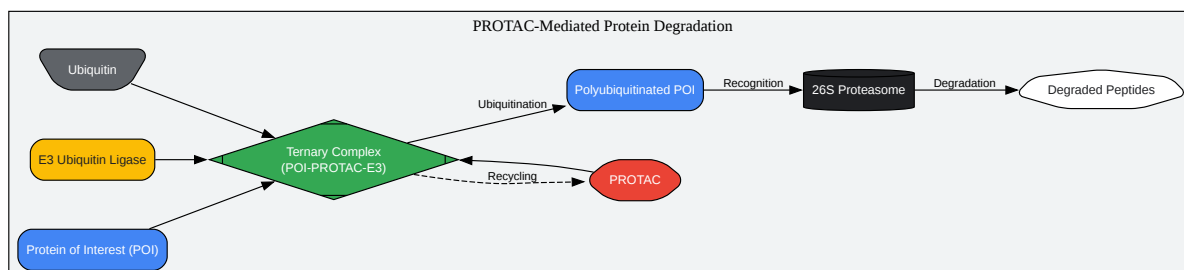 PROTAC-Mediated Protein Degradation
Ubiquitin
E3 Ubiquitin Ligase
Protein of Interest (POI)
Ternary Complex
(POI-PROTAC-E3)
Ubiquitination
Recycling
Polyubiquitinated POI
PROTAC
Recognition
26S Proteasome
Degradation
Degraded Peptides